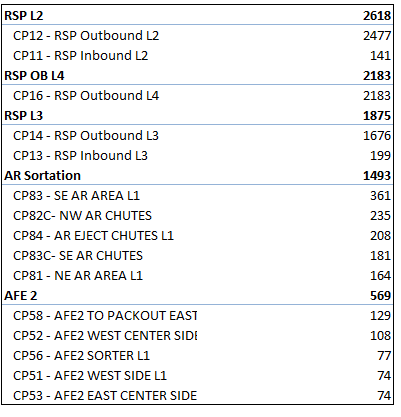 RSP L2 2618
CP12 - RSP Outbound L2 2477
CP11 - RSP Inbound L2 141
RSP OB L4 2183
CP16 - RSP Outbound L4 2183
RSP L3 1875
CP14 - RSP Outbound L3 1676
CP13 - RSP Inbound L3 199
AR Sortation 1493
CP83 - SE AR AREA L1 361
CP82C- NW AR CHUTES 235
CP84 - AR EJECT CHUTES L1 208
CP83C- SE AR CHUTES 181
CP81 - NE AR AREA L1 164
AFE 2 569
CP58 - AFE2 TO PACKOUT EAST 129
CP52 - AFE2 WEST CENTER SIDE 108
CP56 - AFE2 SORTER L1 77
CP51 - AFE2 WEST SIDE L1 74
CP53 - AFE2 EAST CENTER SIDE 74